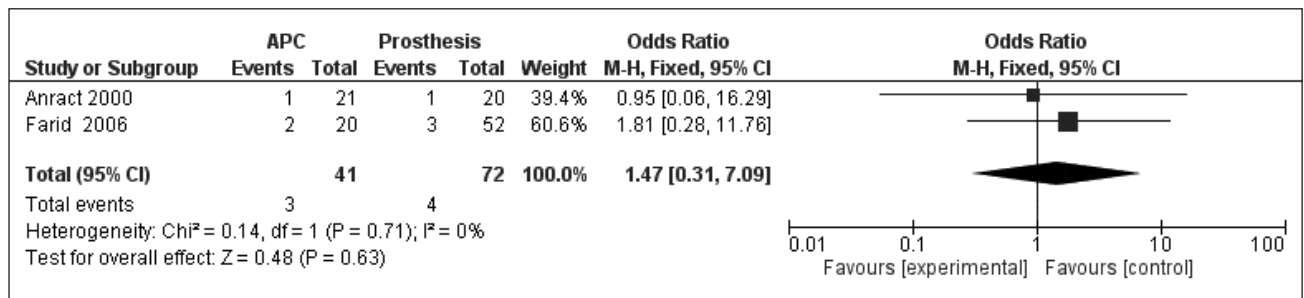 APC Prosthesis Odds Ratio Odds Ratio
Study or Subgroup Events Total Events Total Weight M-H, Fixed, 95% CI M-H, Fixed, 95% CI
Anract 2000 1 21 1 20 39.4% 0.95 [0.06, 16.29]
Farid 2006 2 20 3 52 60.6% 1.81 [0.28, 11.76]
Total (95% CI) 41 72 100.0% 1.47 [0.31, 7.09]
Total events 3 4
Heterogeneity: Chi² = 0.14, df = 1 (P = 0.71); I² = 0%
Test for overall effect: Z = 0.48 (P = 0.63)
0.01 0.1 1 10 100
Favours [experimental] Favours [control]